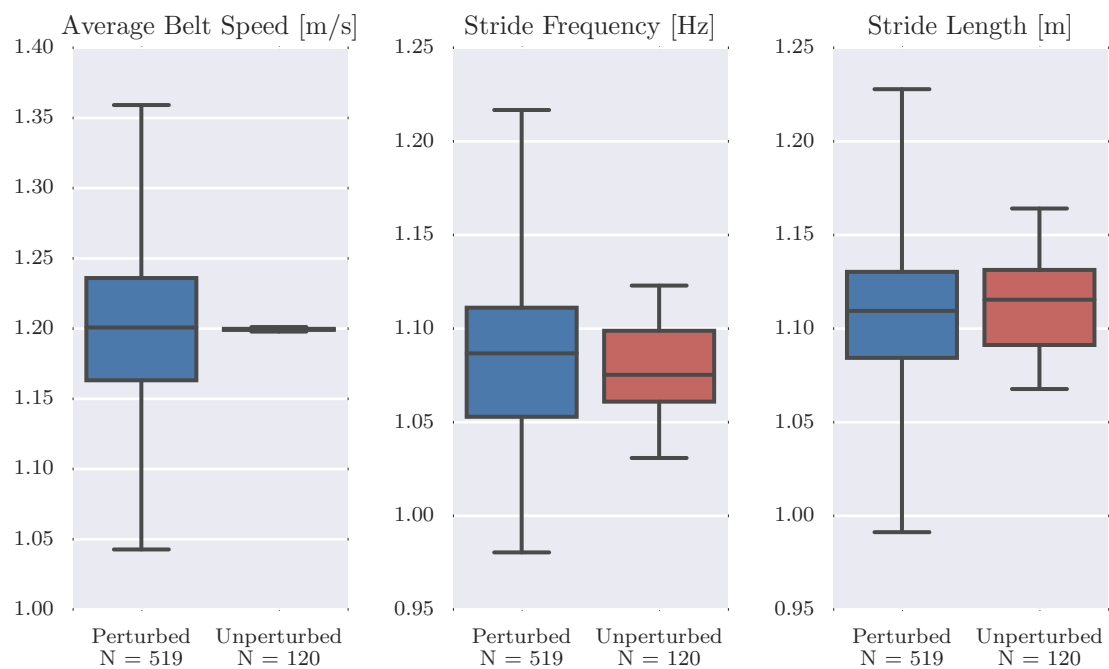 Average Belt Speed [m/s]
1.40
1.35
1.30
1.25
1.20
1.15
1.10
1.05
1.00
Perturbed
N = 519
Unperturbed
N = 120
Stride Frequency [Hz]
1.25
1.20
1.15
1.10
1.05
1.00
0.95
Perturbed
N = 519
Unperturbed
N = 120
Stride Length [m]
1.25
1.20
1.15
1.10
1.05
1.00
0.95
Perturbed
N = 519
Unperturbed
N = 120